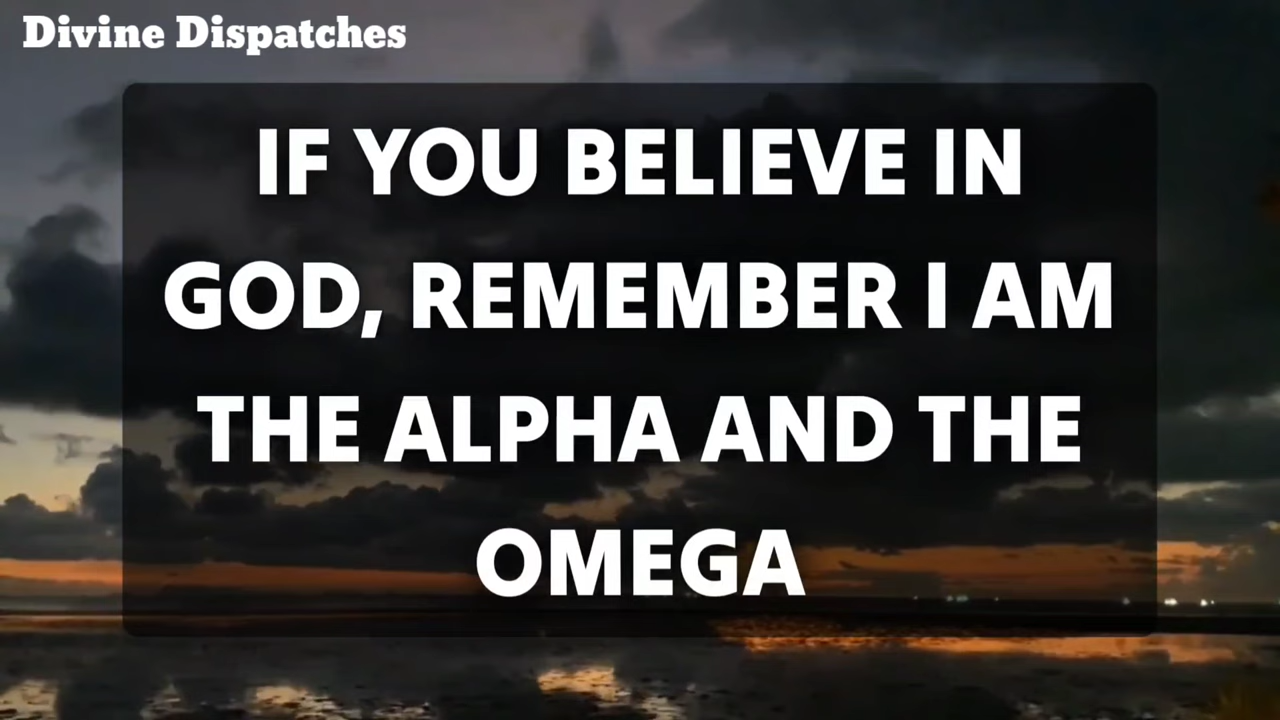 Divine Dispatches
IF YOU BELIEVE IN
GOD, REMEMBER I AM
THE ALPHA AND THE
OMEGA